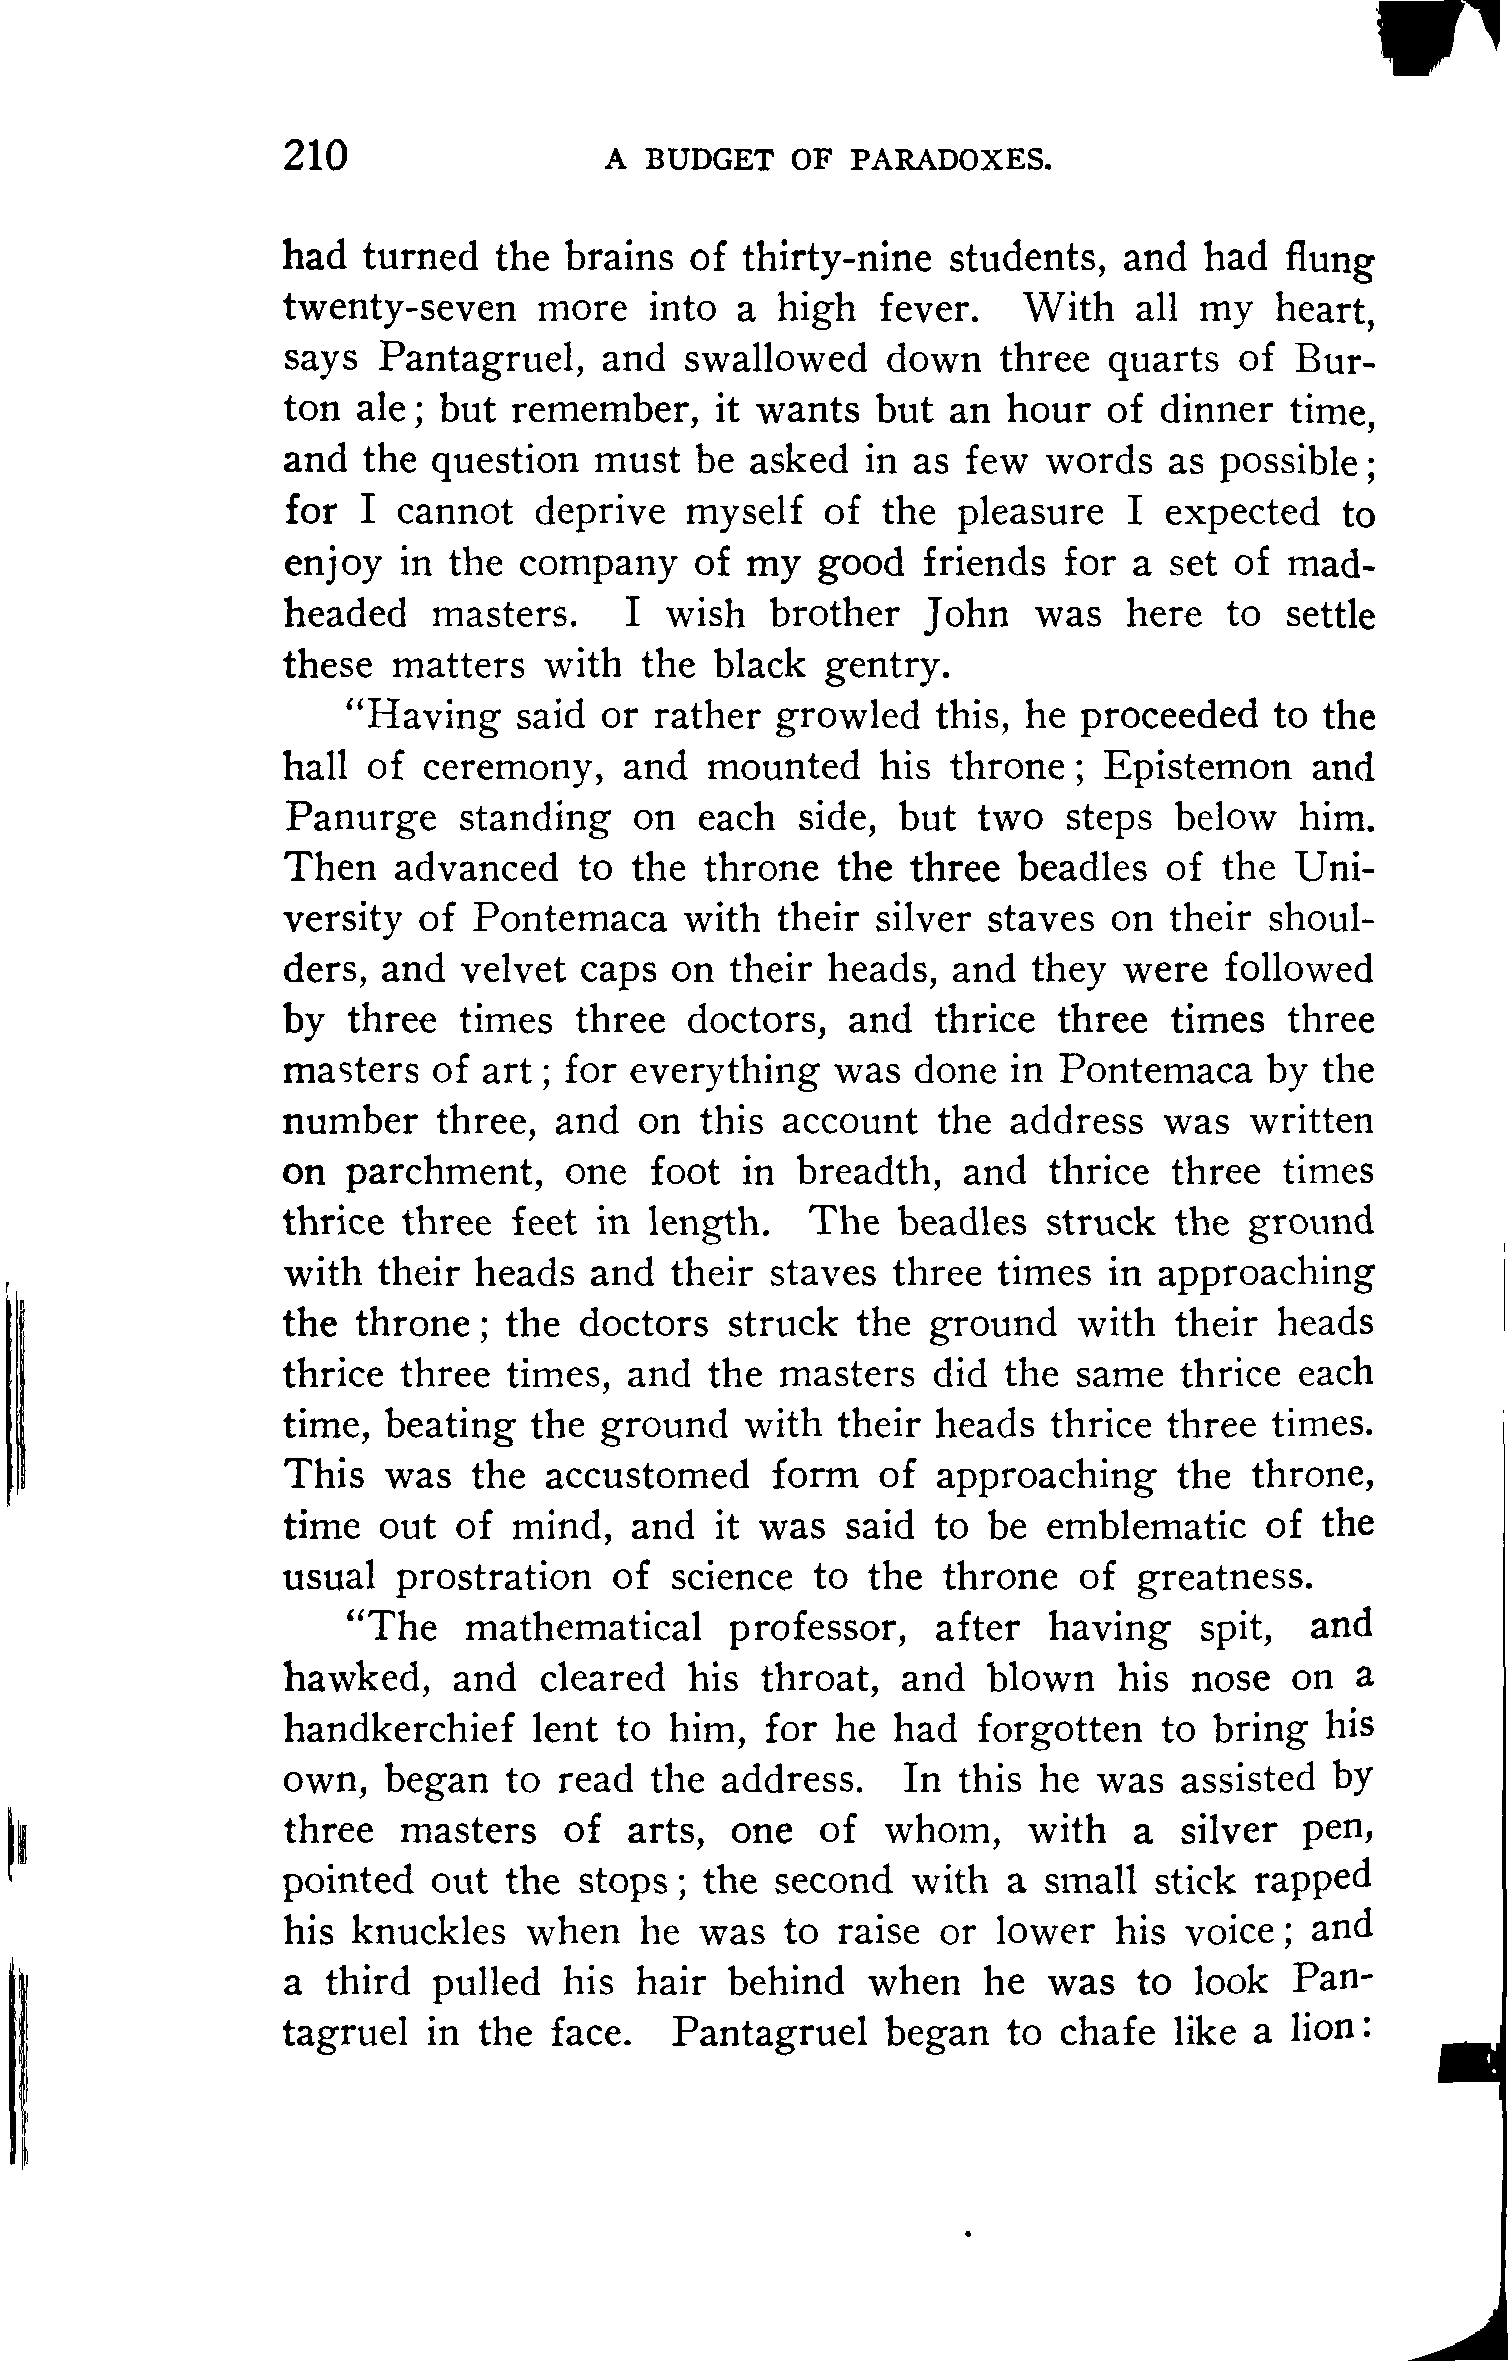 210 A BUDGET OF PARADOXES.
had turned the brains of thirty-nine students, and had flung
twenty-seven more into a high fever. With all my heart,
says Pantagruel, and swallowed down three quarts of Bur-
ton ale; but remember, it wants but an hour of dinner time,
and the question must be asked in as few words as possible;
for I cannot deprive myself of the pleasure I expected to
enjoy in the company of my good friends for a set of mad-
headed masters. I wish brother John was here to settle
these matters with the black gentry.
"Having said or rather growled this, he proceeded to the
hall of ceremony, and mounted his throne; Epistemon and
Panurge standing on each side, but two steps below him.
Then advanced to the throne the three beadles of the Uni-
versity of Pontemaca with their silver staves on their shoul-
ders, and velvet caps on their heads, and they were followed
by three times three doctors, and thrice three times three
masters of art; for everything was done in Pontemaca by the
number three, and on this account the address was written
on parchment, one foot in breadth, and thrice three times
thrice three feet in length. The beadles struck the ground
with their heads and their staves three times in approaching
the throne; the doctors struck the ground with their heads
thrice three times, and the masters did the same thrice each
time, beating the ground with their heads thrice three times.
This was the accustomed form of approaching the throne,
time out of mind, and it was said to be emblematic of the
usual prostration of science to the throne of greatness.
"The mathematical professor, after having spit, and
hawked, and cleared his throat, and blown his nose on a
handkerchief lent to him, for he had forgotten to bring his
own, began to read the address. In this he was assisted by
three masters of arts, one of whom, with a silver pen,
pointed out the stops; the second with a small stick rapped
his knuckles when he was to raise or lower his voice; and
a third pulled his hair behind when he was to look Pan-
tagruel in the face. Pantagruel began to chafe like a lion: